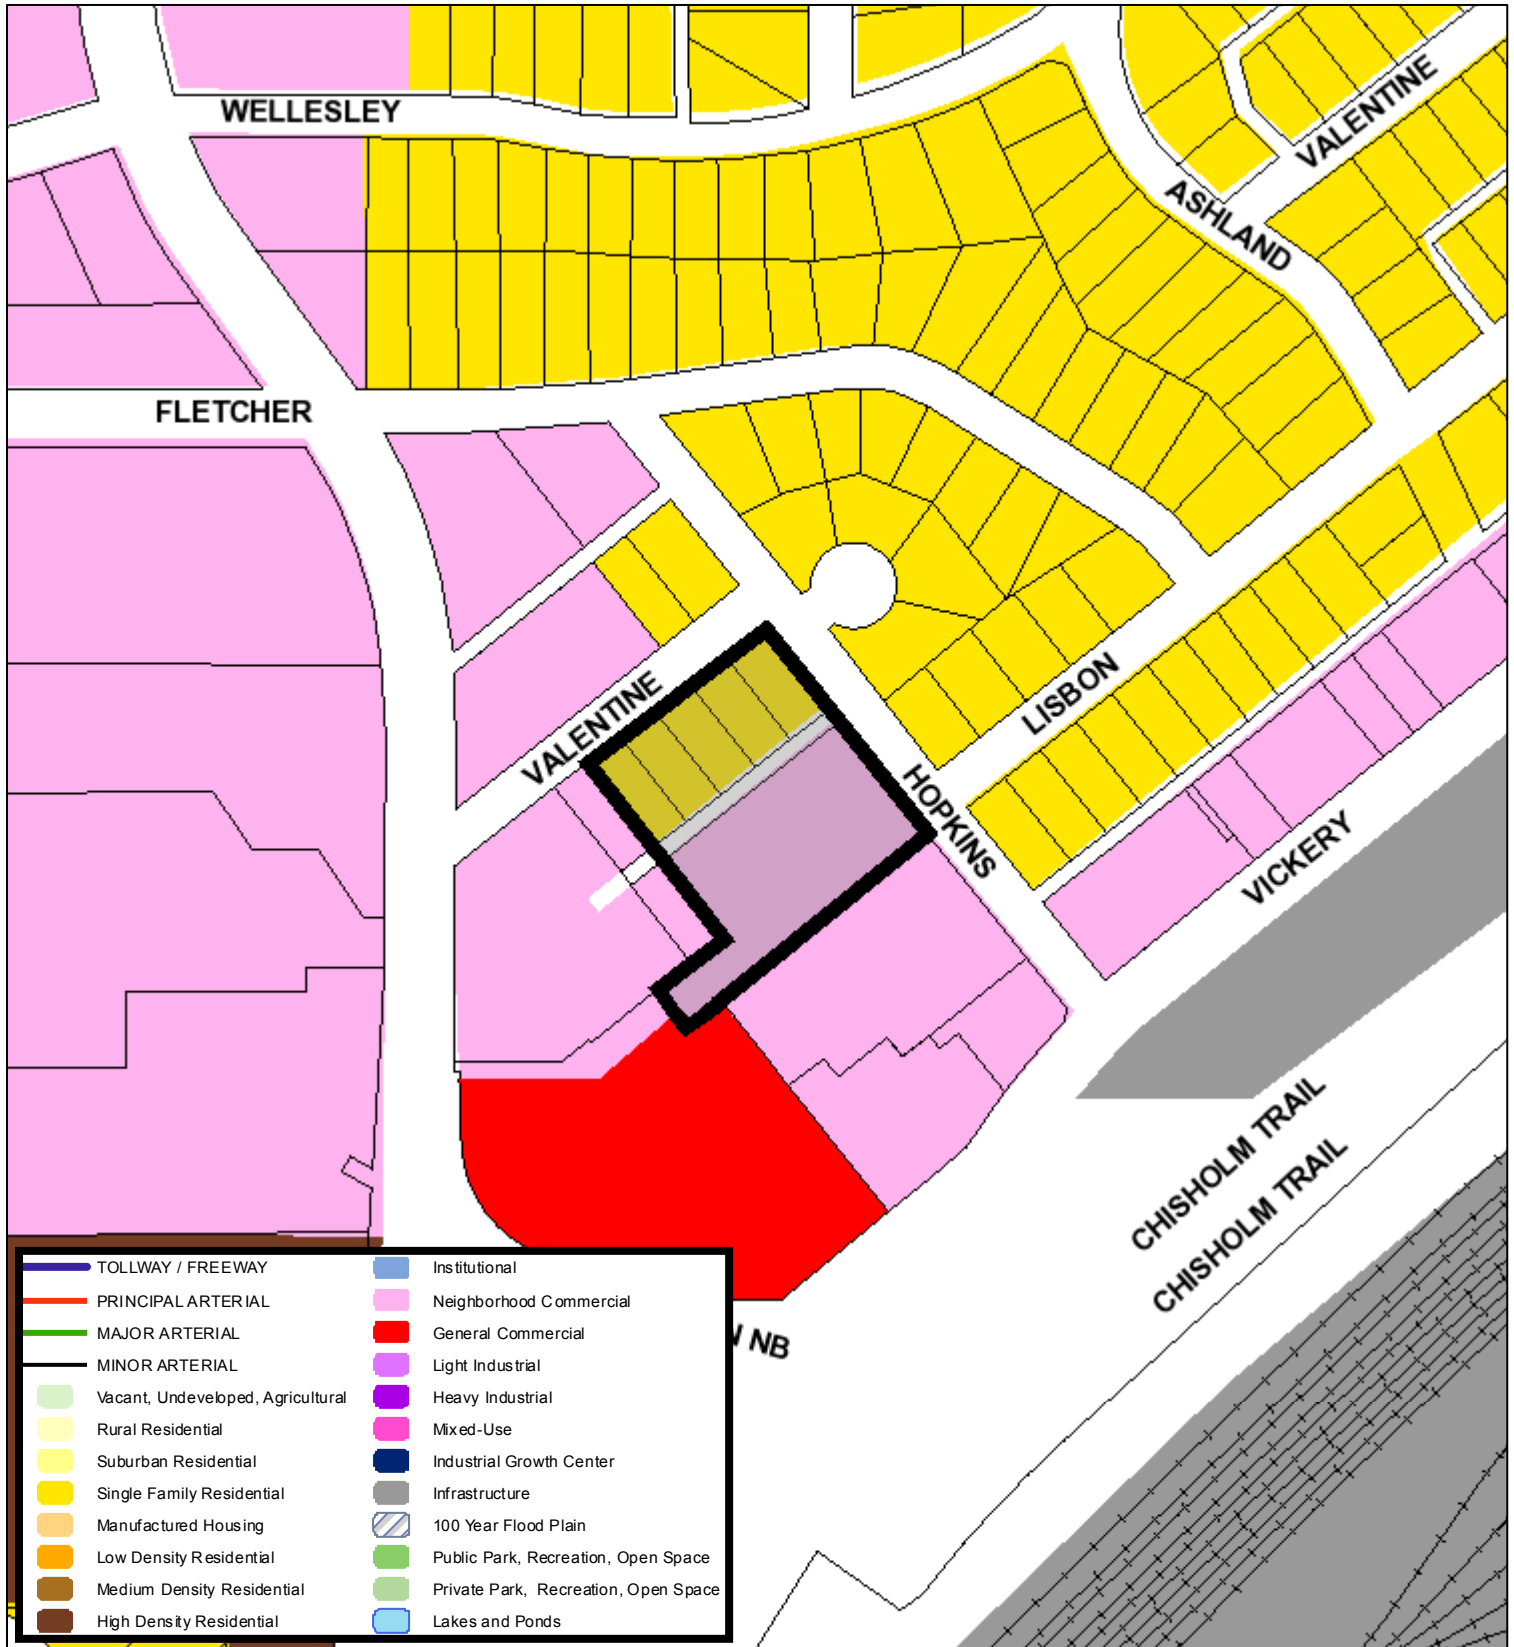 WELLESLEY
VALENTINE
ASHLAND
FLETCHER
LISBON
VALENTINE
HOPKINS
VICKERY
CHISHOLM TRAIL
CHISHOLM TRAIL
NB
TOLLWAY / FREEWAY
PRINCIPAL ARTERIAL
MAJOR ARTERIAL
MINOR ARTERIAL
Vacant, Undeveloped, Agricultural
Rural Residential
Suburban Residential
Single Family Residential
Manufactured Housing
Low Density Residential
Medium Density Residential
High Density Residential
Institutional
Neighborhood Commercial
General Commercial
Light Industrial
Heavy Industrial
Mixed-Use
Industrial Growth Center
Infrastructure
100 Year Flood Plain
Public Park, Recreation, Open Space
Private Park, Recreation, Open Space
Lakes and Ponds